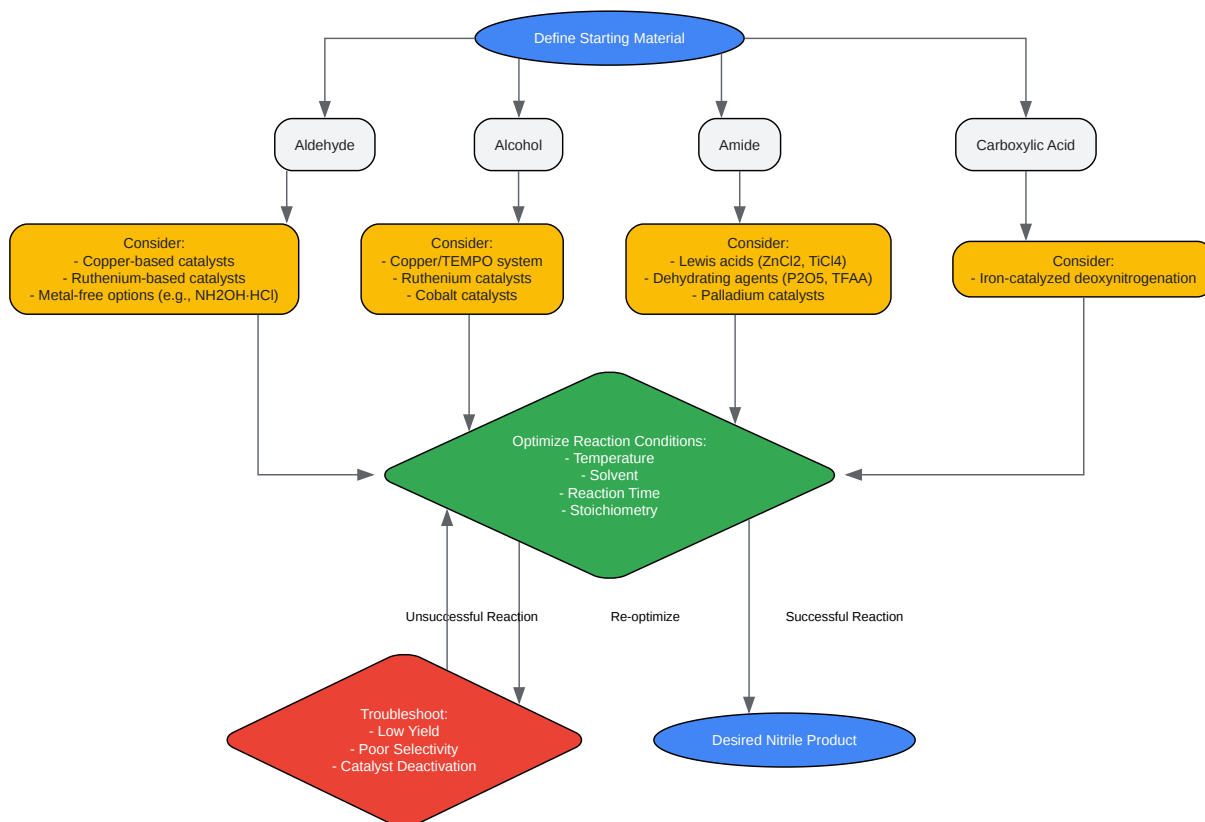 Define Starting Material
Aldehyde
Alcohol
Amide
Carboxylic Acid
Consider:
- Copper-based catalysts
- Ruthenium-based catalysts
- Metal-free options (e.g., NH2OH·HCl)
Consider:
- Copper/TEMPO system
- Ruthenium catalysts
- Cobalt catalysts
Consider:
- Lewis acids (ZnCl2, TiCl4)
- Dehydrating agents (P2O5, TFAA)
- Palladium catalysts
Consider:
- Iron-catalyzed deoxynitrogenation
Optimize Reaction Conditions:
- Temperature
- Solvent
- Reaction Time
- Stoichiometry
Unsuccessful Reaction
Re-optimize
Successful Reaction
Troubleshoot:
- Low Yield
- Poor Selectivity
- Catalyst Deactivation
Desired Nitrile Product